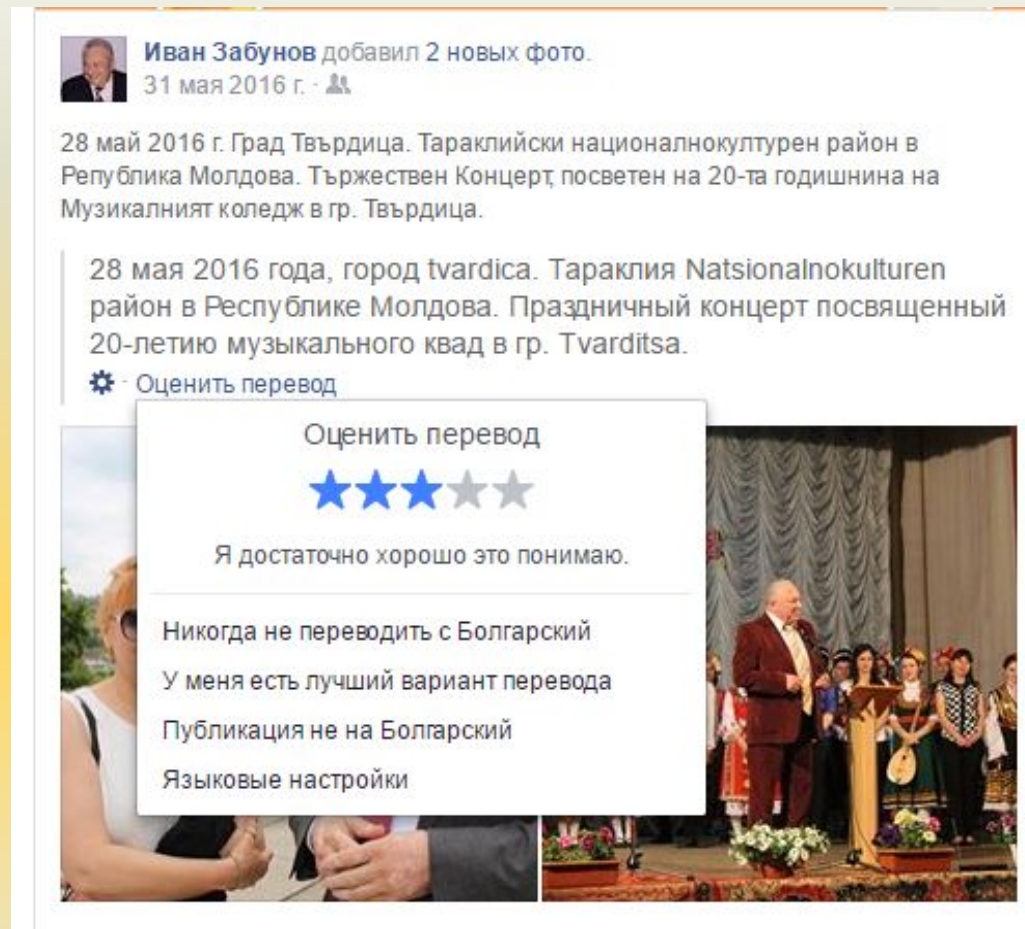 Иван Забунов добавил 2 новых фото.
31 мая 2016 г. ·
28 май 2016 г. Град Твърдица. Тараклийски националнокултурен район в
Република Молдова. Тържествен Концерт, посветен на 20-та годишнина на
Музикалният коледж в гр. Твърдица.
28 мая 2016 года, город tvardica. Тараклия Natsionalnokulturen
район в Республике Молдова. Праздничный концерт посвященный
20-летию музыкального квад в гр. Tvarditsa.
· Оценить перевод
Оценить перевод
Я достаточно хорошо это понимаю.
Никогда не переводить с Болгарский
У меня есть лучший вариант перевода
Публикация не на Болгарский
Языковые настройки